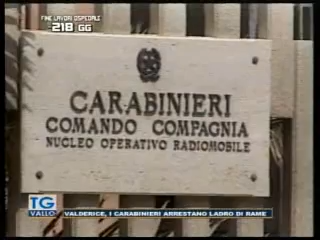 FINE LAVORI OSPEDALE
-218 GG
CARABINIERI
COMANDO COMPAGNIA
NUCLEO OPERATIVO RADIOMOBILE
TG
VALLO
VALDERICE, I CARABINIERI ARRESTANO LADRO DI RAME